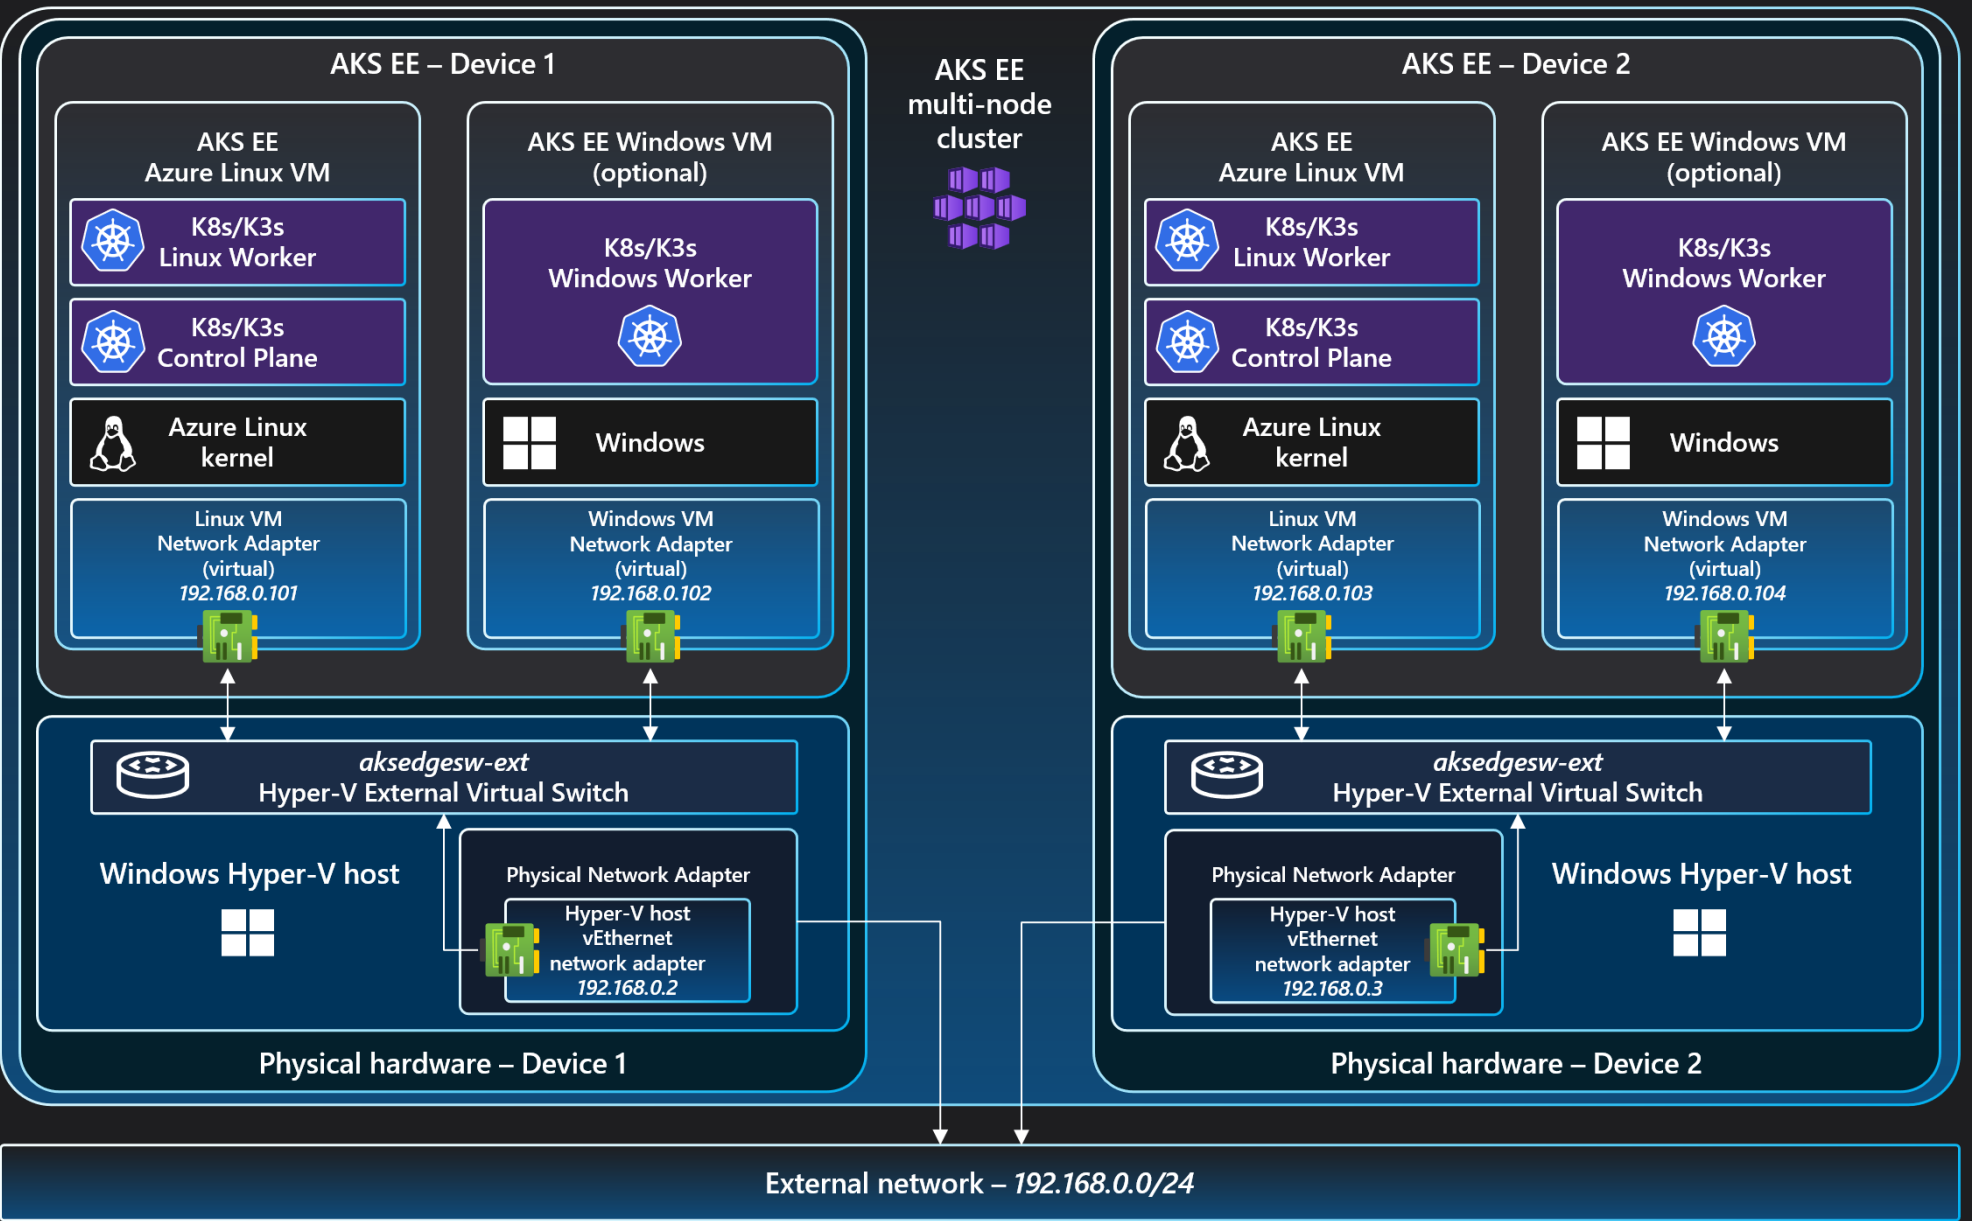 AKS EE – Device 1
AKS EE
Azure Linux VM
K8s/K3s
Linux Worker
K8s/K3s
Control Plane
Azure Linux
kernel
Linux VM
Network Adapter
(virtual)
192.168.0.101
AKS EE Windows VM
(optional)
K8s/K3s
Windows Worker
Windows
Windows VM
Network Adapter
(virtual)
192.168.0.102
aksedgesw-ext
Hyper-V External Virtual Switch
Windows Hyper-V host
Physical Network Adapter
Hyper-V host
vEthernet
network adapter
192.168.0.2
Physical hardware – Device 1
AKS EE
multi-node
cluster
AKS EE – Device 2
AKS EE
Azure Linux VM
K8s/K3s
Linux Worker
K8s/K3s
Control Plane
Azure Linux
kernel
Linux VM
Network Adapter
(virtual)
192.168.0.103
AKS EE Windows VM
(optional)
K8s/K3s
Windows Worker
Windows
Windows VM
Network Adapter
(virtual)
192.168.0.104
aksedgesw-ext
Hyper-V External Virtual Switch
Physical Network Adapter
Hyper-V host
vEthernet
network adapter
192.168.0.3
Windows Hyper-V host
Physical hardware – Device 2
External network – 192.168.0.0/24